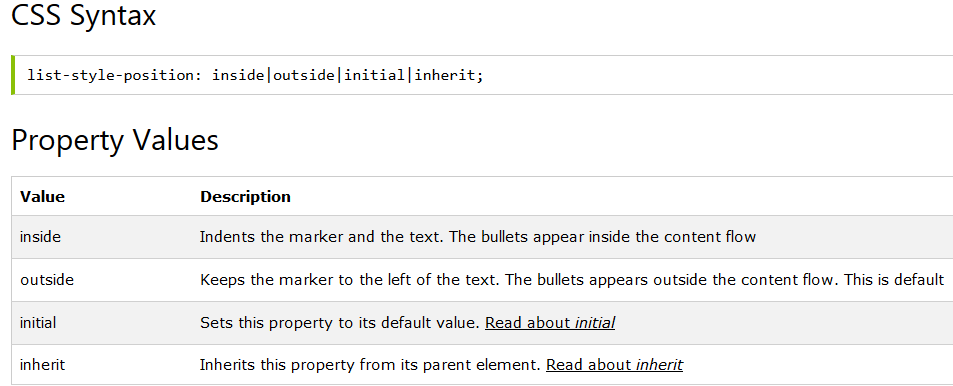 CSS Syntax
list-style-position: inside|outside|initial|inherit;
Property Values
Value Description
inside Indents the marker and the text. The bullets appear inside the content flow
outside Keeps the marker to the left of the text. The bullets appears outside the content flow. This is default
initial Sets this property to its default value. Read about initial
inherit Inherits this property from its parent element. Read about inherit